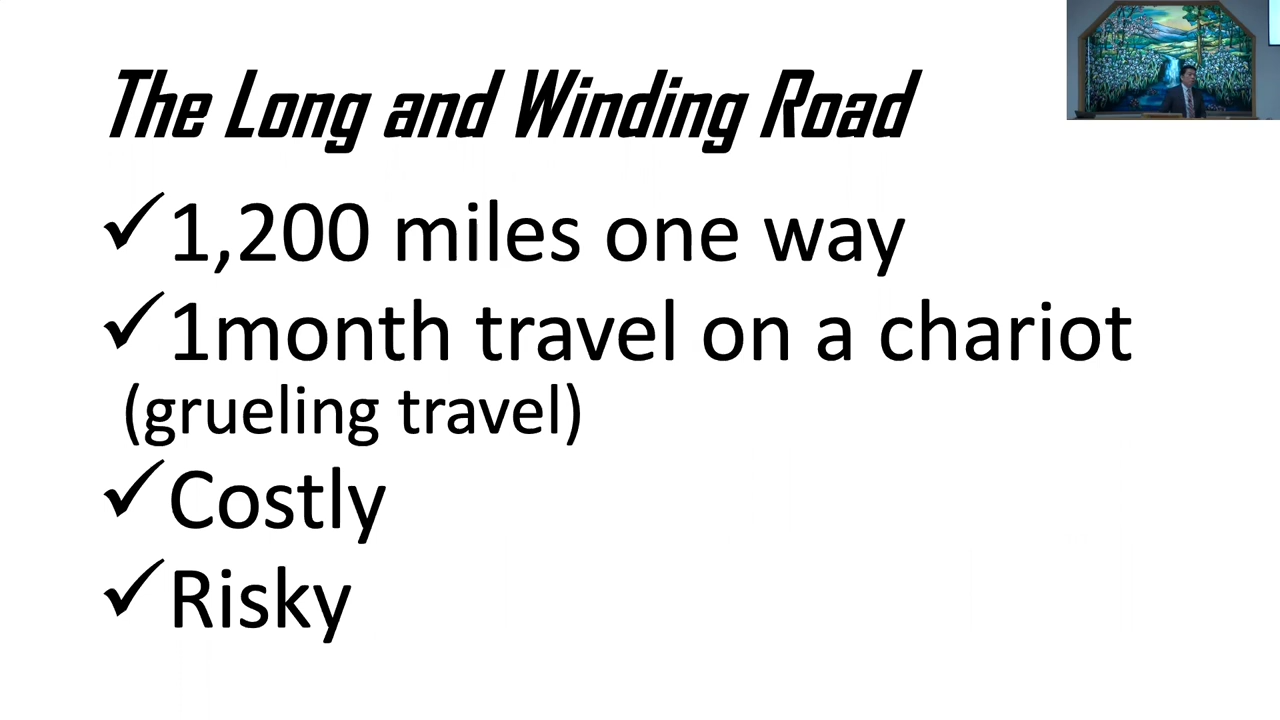 The Long and Winding Road
✓1,200 miles one way
✓1month travel on a chariot
(grueling travel)
✓Costly
✓Risky